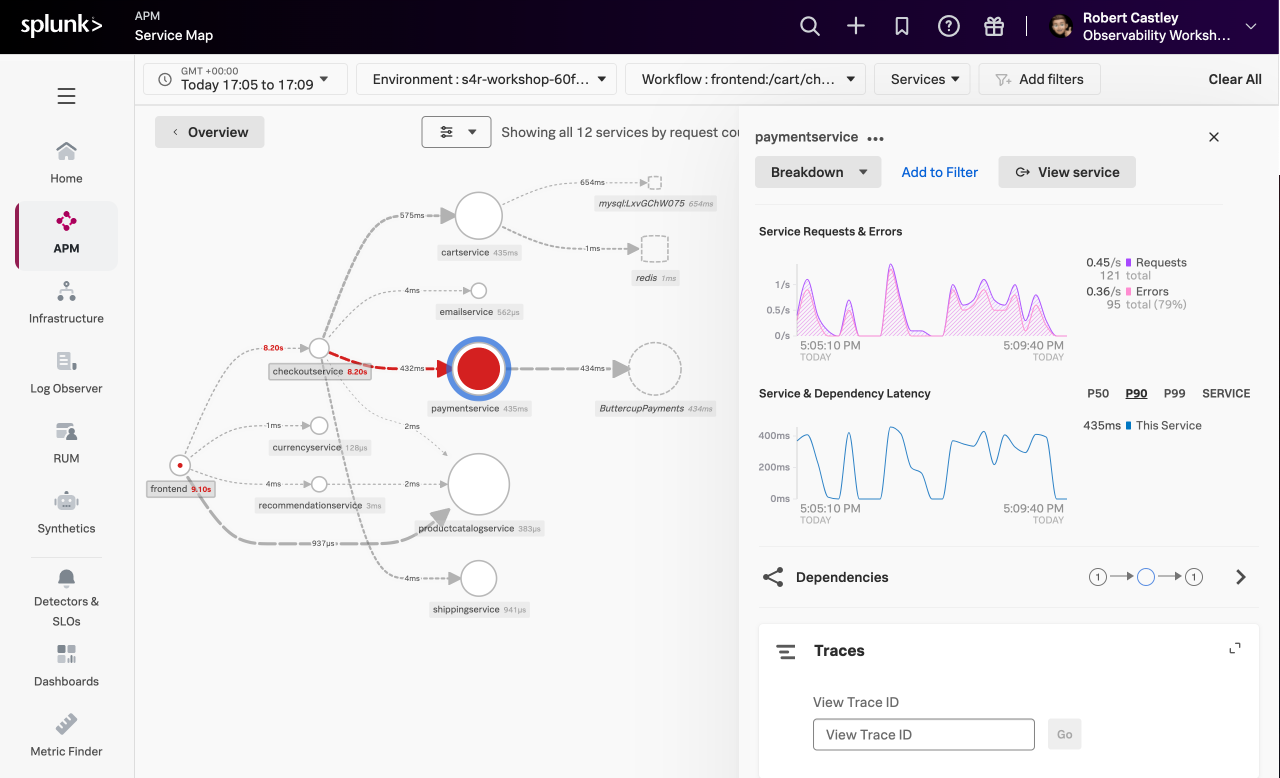 splunk>
APM
Service Map
Robert Castley
Observability Worksh...
GMT +00:00
Today 17:05 to 17:09
Environment : s4r-workshop-60f...
Workflow : frontend:/cart/ch...
Services
Add filters
Clear All
Home
APM
Infrastructure
Log Observer
RUM
Synthetics
Detectors &
SLOs
Dashboards
Metric Finder
Overview
Showing all 12 services by request cou
654ms
mysql:LxvGChW075 654ms
575ms
cartservice 435ms
1ms
redis 1ms
4ms
emailservice 562µs
8.20s
checkoutservice 8.20s
432ms
434ms
paymentservice 435ms
ButtercupPayments 434ms
1ms
2ms
currencyservice 128µs
frontend 9.10s
4ms
2ms
recommendationservice 3ms
productcatalogservice 383µs
937µs
4ms
shippingservice 941µs
paymentservice
Breakdown
Add to Filter
View service
Service Requests & Errors
1/s
0.5/s
0/s
5:05:10 PM
TODAY
5:09:40 PM
TODAY
0.45/s Requests
121 total
0.36/s Errors
95 total (79%)
Service & Dependency Latency
P50 P90 P99 SERVICE
400ms
200ms
0ms
5:05:10 PM
TODAY
5:09:40 PM
TODAY
435ms This Service
Dependencies
1 1
Traces
View Trace ID
View Trace ID
Go